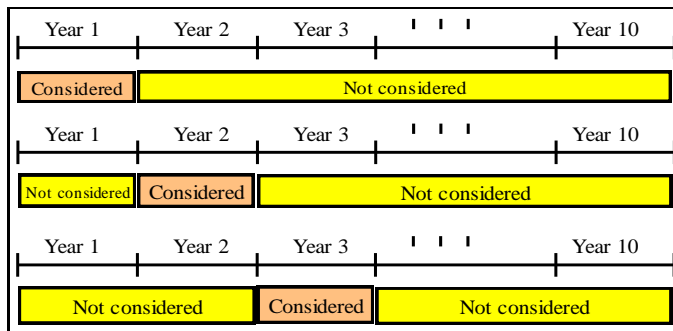 Year 1 Year 2 Year 3 Year 10
Considered Not considered
Year 1 Year 2 Year 3 Year 10
Not considered Considered Not considered
Year 1 Year 2 Year 3 Year 10
Not considered Considered Not considered